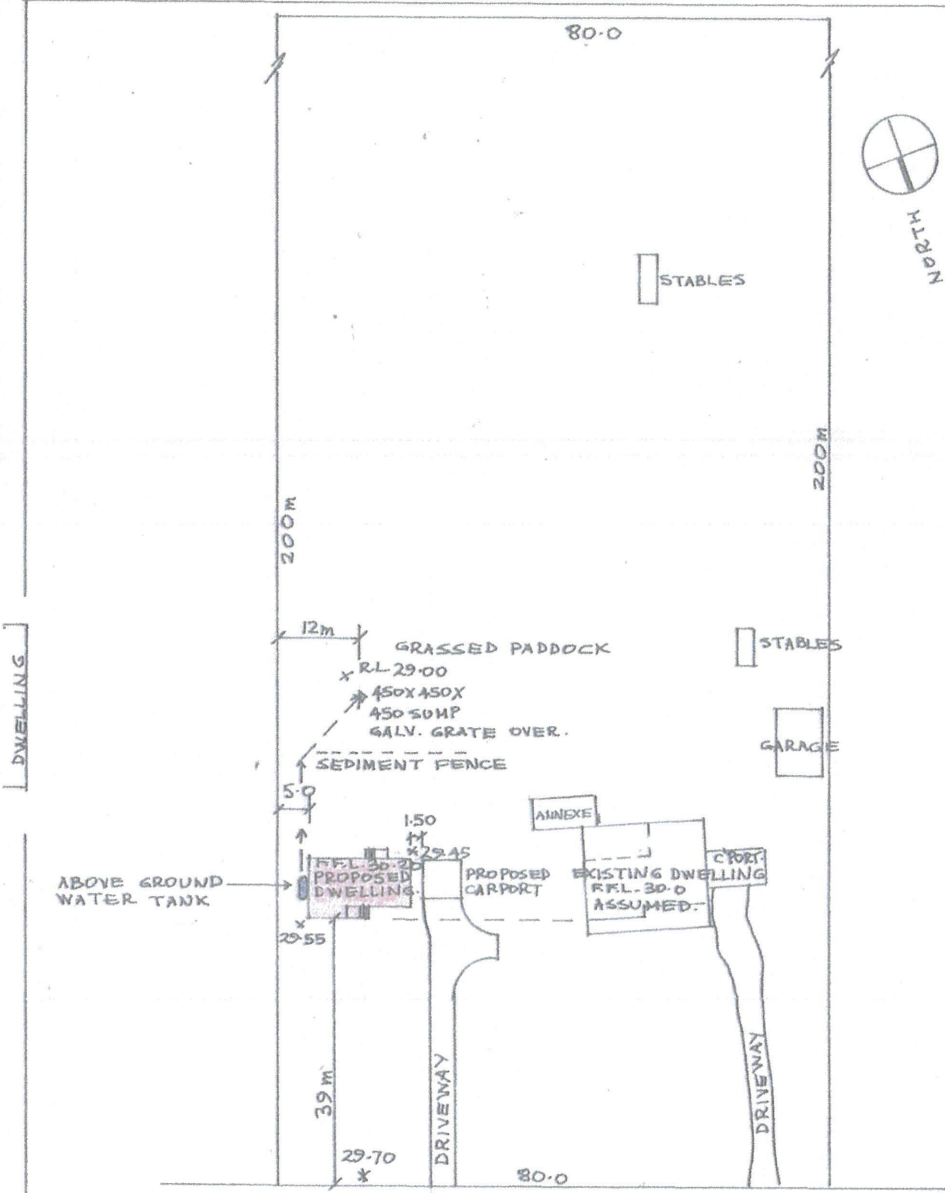 80.0
NORTH
STABLES
200m
200m
12m
GRASSED PADDOCK
R.L. 29.00
450X450X
450 SUMP
GALV. GRATE OVER.
STABLES
DWELLING
SEDIMENT FENCE
GARAGE
5.0
1.50
ANNEXE
29.45
F.F.L. 30.20
PROPOSED
DWELLING.
PROPOSED
CARPORT
EXISTING DWELLING
F.F.L. 30.0
ASSUMED.
C'PORT.
ABOVE GROUND
WATER TANK
29.55
39m
DRIVEWAY
DRIVEWAY
29.70
80.0